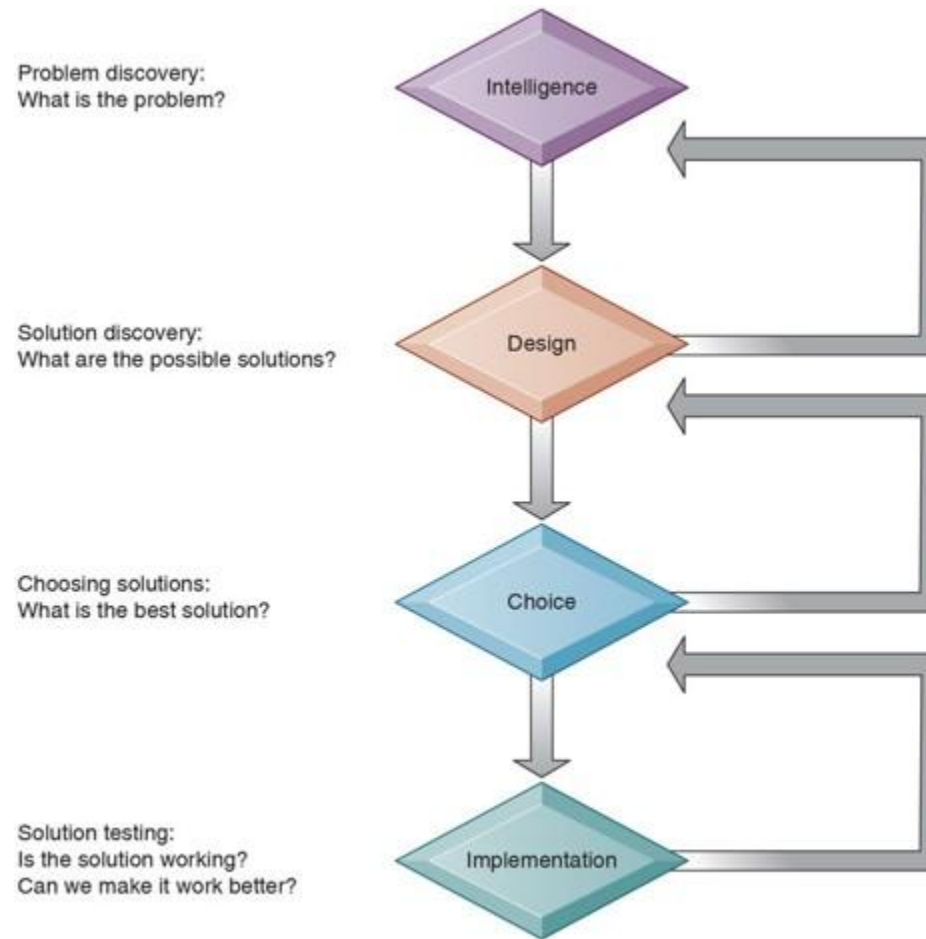 Problem discovery:
What is the problem?
Intelligence
Solution discovery:
What are the possible solutions?
Design
Choosing solutions:
What is the best solution?
Choice
Solution testing:
Is the solution working?
Can we make it work better?
Implementation